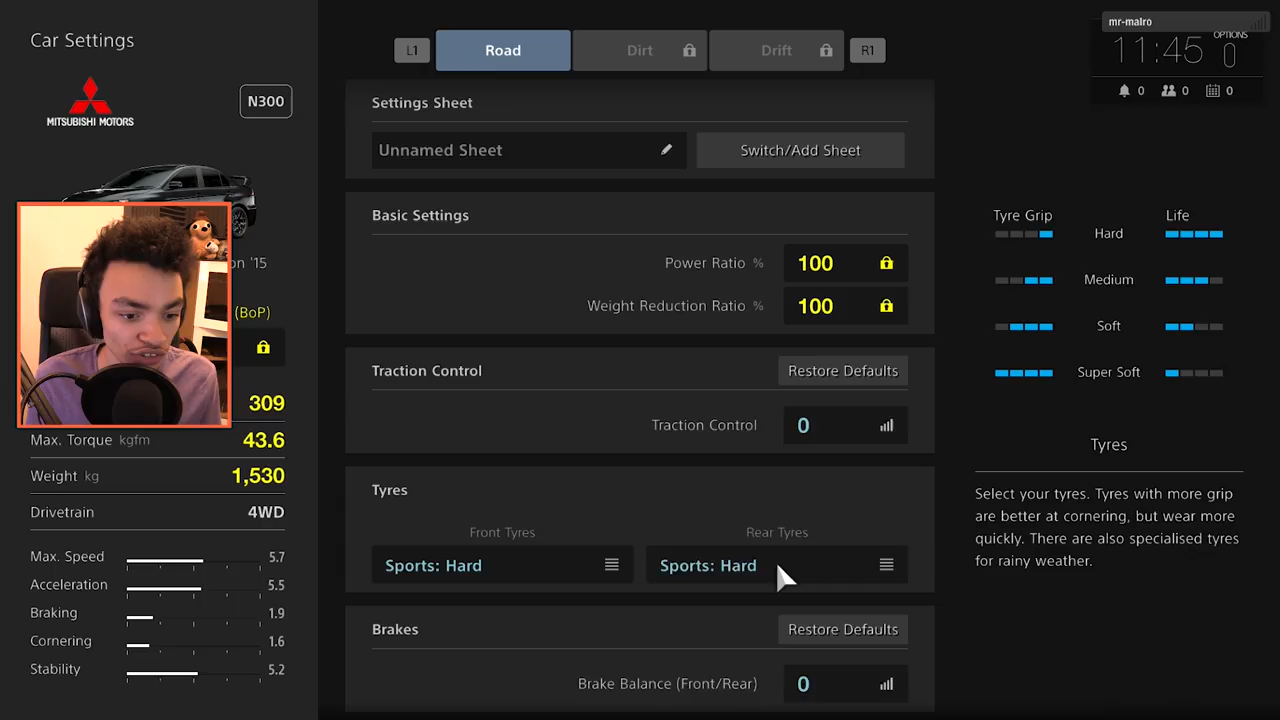 Car Settings
MITSUBISHI MOTORS
N300
on '15
(BoP)
309
Max. Torque kgfm 43.6
Weight kg 1,530
Drivetrain 4WD
Max. Speed 5.7
Acceleration 5.5
Braking 1.9
Cornering 1.6
Stability 5.2
L1 Road Dirt Drift R1
Settings Sheet
Unnamed Sheet Switch/Add Sheet
Basic Settings
Power Ratio % 100
Weight Reduction Ratio % 100
Traction Control Restore Defaults
Traction Control 0
Tyres
Front Tyres Rear Tyres
Sports: Hard Sports: Hard
Brakes Restore Defaults
Brake Balance (Front/Rear) 0
mr-malro
11:45 OPTIONS
0 0 0
Tyre Grip Life
Hard
Medium
Soft
Super Soft
Tyres
Select your tyres. Tyres with more grip
are better at cornering, but wear more
quickly. There are also specialised tyres
for rainy weather.